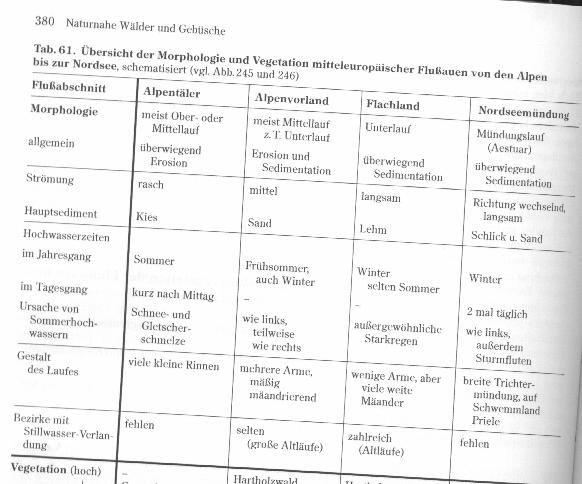 380 Naturnahe Wälder und Gebüsche
Tab. 61. Übersicht der Morphologie und Vegetation mitteleuropäischer Flußauen von den Alpen
bis zur Nordsee, schematisiert (vgl. Abb. 245 und 246)
Flußabschnitt Alpentäler Alpenvorland Flachland Nordseemündung
Morphologie meist Ober- oder meist Mittellauf Unterlauf Mündungslauf
Mittellauf z. T. Unterlauf (Aestuar)
allgemein überwiegend Erosion und überwiegend überwiegend
Erosion Sedimentation Sedimentation Sedimentation
Strömung rasch mittel langsam Richtung wechselnd,
langsam
Hauptsediment Kies Sand Lehm Schlick u. Sand
Hochwasserzeiten
im Jahresgang Sommer Frühsommer, Winter Winter
auch Winter selten Sommer
im Tagesgang kurz nach Mittag – – 2 mal täglich
Ursache von Schnee- und wie links, außergewöhnliche wie links,
Sommerhoch- Gletscher- teilweise Starkregen außerdem
wassern schmelze wie rechts Sturmfluten
Gestalt viele kleine Rinnen mehrere Arme, wenige Arme, aber breite Trichter-
des Laufes mäßig viele weite mündung, auf
mäandrierend Mäander Schwemmland
Priele
Bezirke mit fehlen selten zahlreich fehlen
Stillwasser-Verlan- (große Altläufe) (Altläufe)
dung
Vegetation (hoch) – Hartholzwald